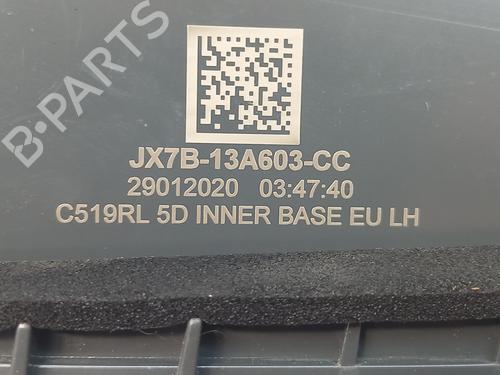 B-PARTS
JX7B-13A603-CC
29012020 03:47:40
C519RL 5D INNER BASE EU LH